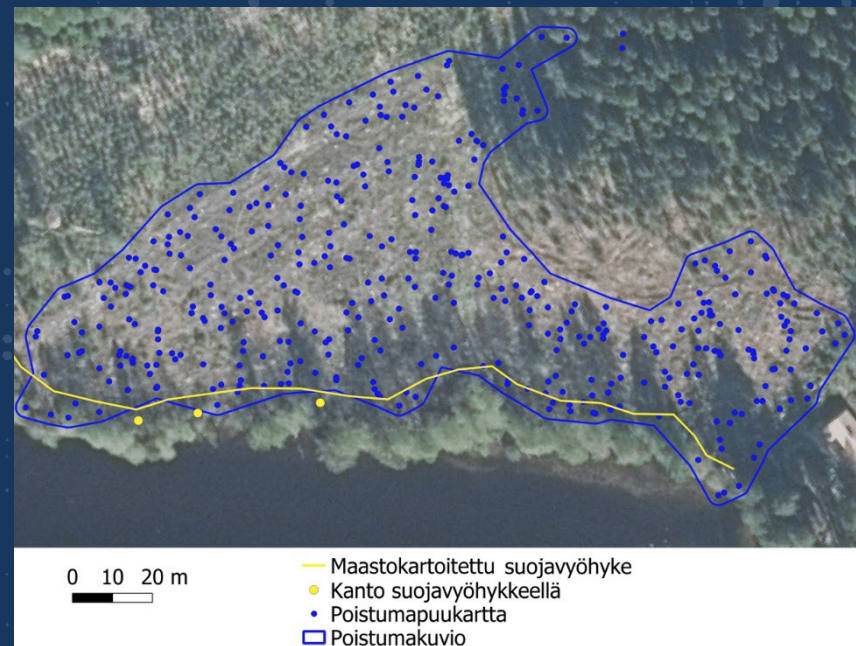 0 10 20 m
Maastokartoitettu suojavyöhyke
Kanto suojavyöhykkeellä
Poistumapuukartta
Poistumakuvio